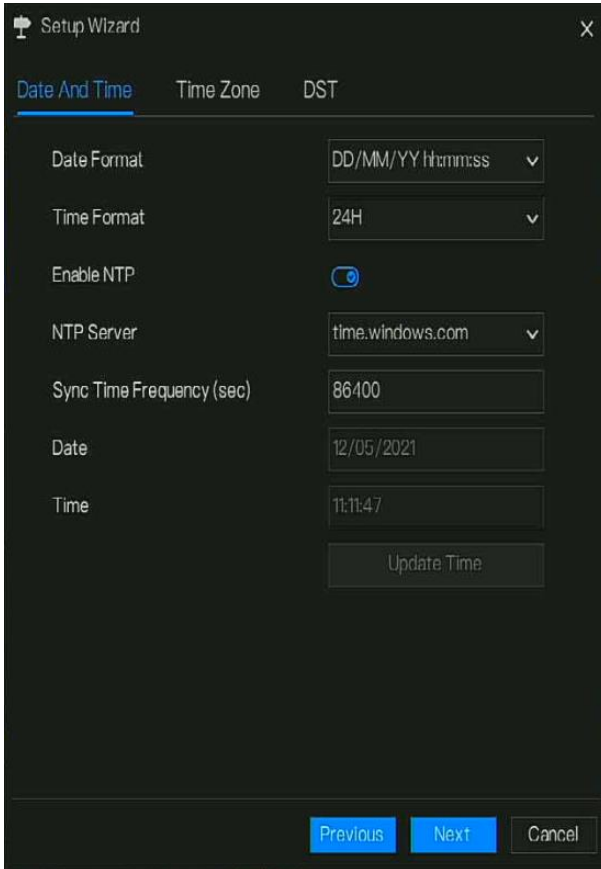 Setup Wizard X
Date And Time Time Zone DST
Date Format DD/MM/YY hh:mm:ss
Time Format 24H
Enable NTP
NTP Server time.windows.com
Sync Time Frequency (sec) 86400
Date 12/05/2021
Time 11:11:47
Update Time
Previous Next Cancel